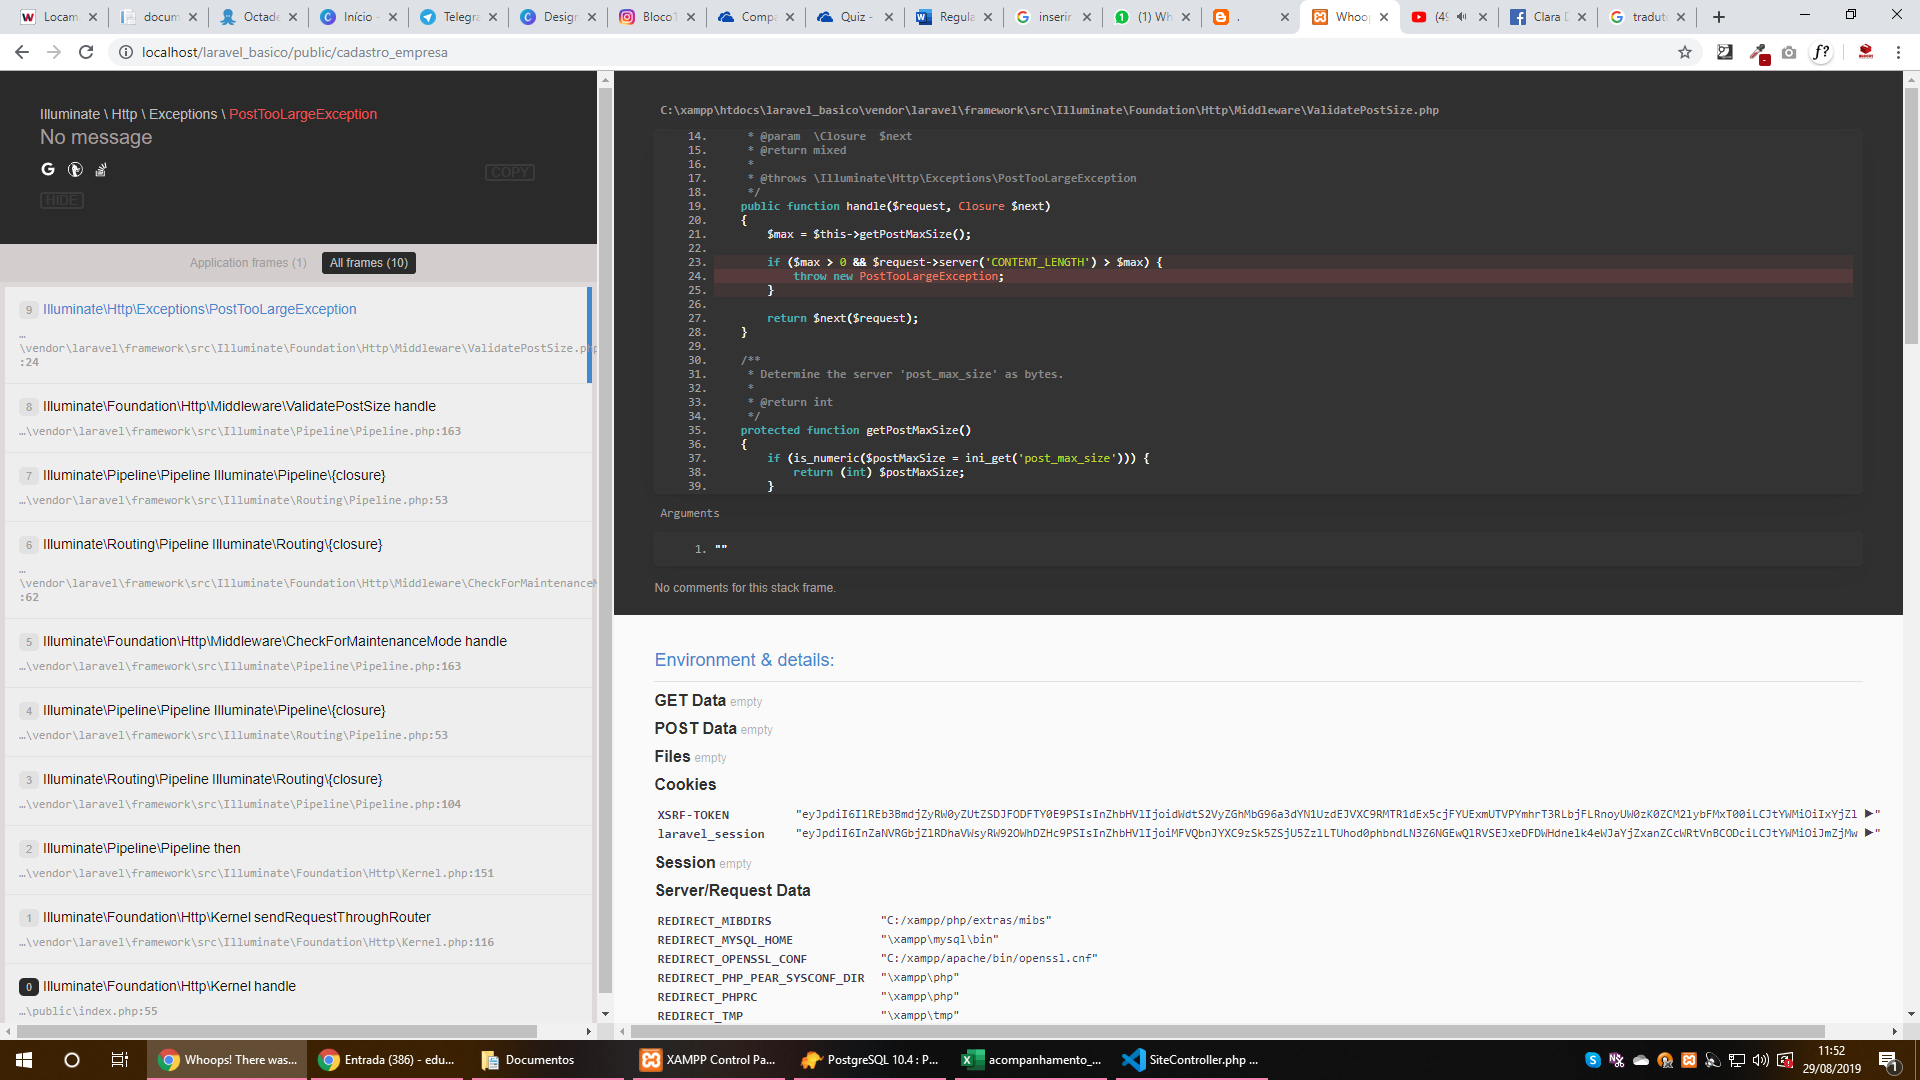 Locam
docum
Octade
Início -
Telegra
Design
BlocoT
Compa
Quiz -
Regula
inserir
(1) Wh
.
Whoop
(49
Clara D
traduto
localhost/laravel_basico/public/cadastro_empresa
Illuminate \ Http \ Exceptions \ PostTooLargeException
No message
COPY
HIDE
Application frames (1)
All frames (10)
9 Illuminate\Http\Exceptions\PostTooLargeException
…
\vendor\laravel\framework\src\Illuminate\Foundation\Http\Middleware\ValidatePostSize.php
:24
8 Illuminate\Foundation\Http\Middleware\ValidatePostSize handle
…\vendor\laravel\framework\src\Illuminate\Pipeline\Pipeline.php:163
7 Illuminate\Pipeline\Pipeline Illuminate\Pipeline\{closure}
…\vendor\laravel\framework\src\Illuminate\Routing\Pipeline.php:53
6 Illuminate\Routing\Pipeline Illuminate\Routing\{closure}
…
\vendor\laravel\framework\src\Illuminate\Foundation\Http\Middleware\CheckForMaintenanceM
:62
5 Illuminate\Foundation\Http\Middleware\CheckForMaintenanceMode handle
…\vendor\laravel\framework\src\Illuminate\Pipeline\Pipeline.php:163
4 Illuminate\Pipeline\Pipeline Illuminate\Pipeline\{closure}
…\vendor\laravel\framework\src\Illuminate\Routing\Pipeline.php:53
3 Illuminate\Routing\Pipeline Illuminate\Routing\{closure}
…\vendor\laravel\framework\src\Illuminate\Pipeline\Pipeline.php:104
2 Illuminate\Pipeline\Pipeline then
…\vendor\laravel\framework\src\Illuminate\Foundation\Http\Kernel.php:151
1 Illuminate\Foundation\Http\Kernel sendRequestThroughRouter
…\vendor\laravel\framework\src\Illuminate\Foundation\Http\Kernel.php:116
0 Illuminate\Foundation\Http\Kernel handle
…\public\index.php:55
C:\xampp\htdocs\laravel_basico\vendor\laravel\framework\src\Illuminate\Foundation\Http\Middleware\ValidatePostSize.php
14. * @param \Closure $next
15. * @return mixed
16. *
17. * @throws \Illuminate\Http\Exceptions\PostTooLargeException
18. */
19. public function handle($request, Closure $next)
20. {
21. $max = $this->getPostMaxSize();
22.
23. if ($max > 0 && $request->server('CONTENT_LENGTH') > $max) {
24. throw new PostTooLargeException;
25. }
26.
27. return $next($request);
28. }
29.
30. /**
31. * Determine the server 'post_max_size' as bytes.
32. *
33. * @return int
34. */
35. protected function getPostMaxSize()
36. {
37. if (is_numeric($postMaxSize = ini_get('post_max_size'))) {
38. return (int) $postMaxSize;
39. }
Arguments
1. ""
No comments for this stack frame.
Environment & details:
GET Data empty
POST Data empty
Files empty
Cookies
XSRF-TOKEN
laravel_session
Session empty
Server/Request Data
REDIRECT_MIBDIRS "C:/xampp/php/extras/mibs"
REDIRECT_MYSQL_HOME "\xampp\mysql\bin"
REDIRECT_OPENSSL_CONF "C:/xampp/apache/bin/openssl.cnf"
REDIRECT_PHP_PEAR_SYSCONF_DIR "\xampp\php"
REDIRECT_PHPRC "\xampp\php"
REDIRECT_TMP "\xampp\tmp"
Whoops! There was...
Entrada (386) - edu...
Documentos
XAMPP Control Pa...
PostgreSQL 10.4 : P...
acompanhamento_...
SiteController.php ...
11:52
29/08/2019
1